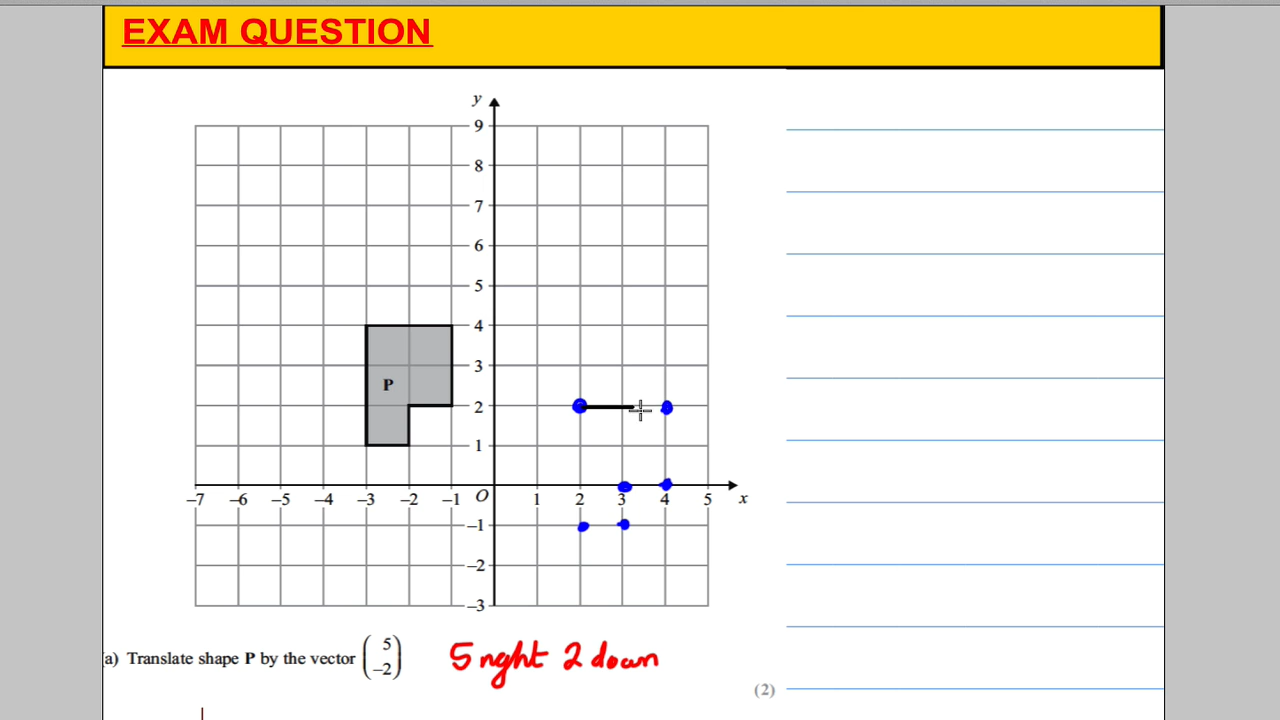 EXAM QUESTION
y
9
8
7
6
5
4
3
P
2
1
–7 –6 –5 –4 –3 –2 –1 O 1 2 3 4 5 x
–1
–2
–3
a) Translate shape P by the vector ( 5 –2 ) 5 right 2 down
(2)